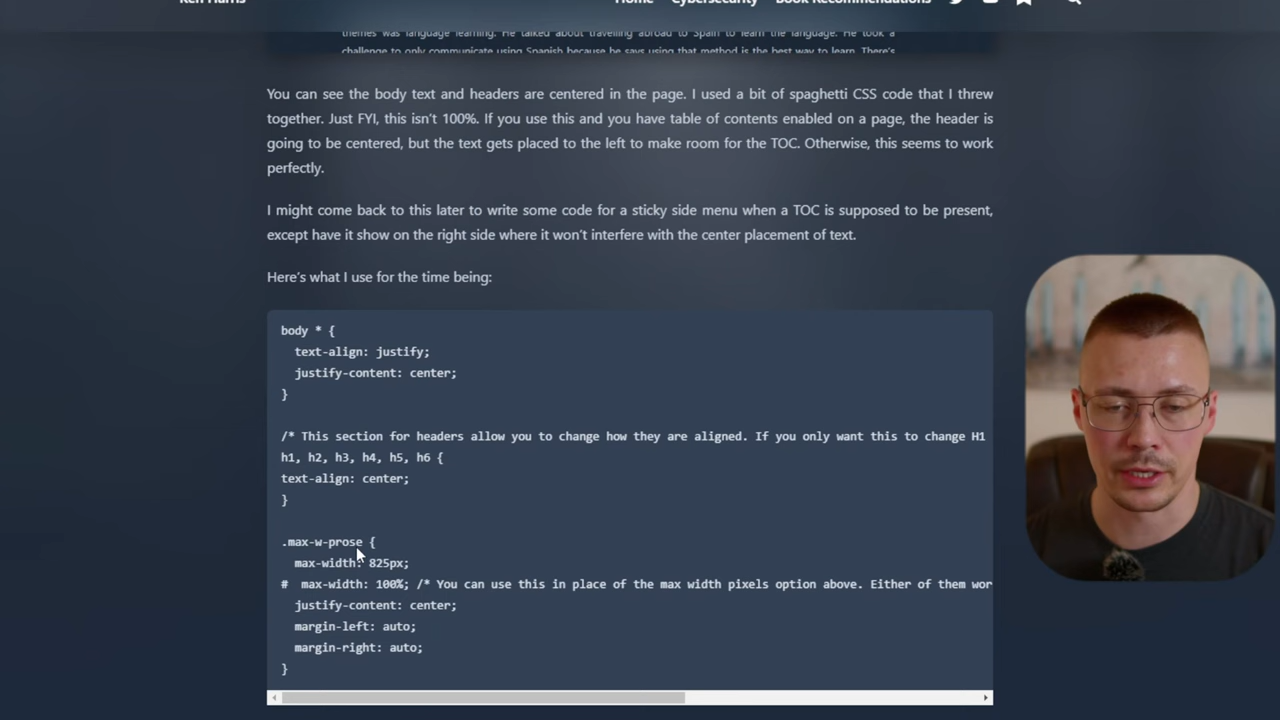 Ken Harris
Home Cybersecurity Book Recommendations
themes was language learning. He talked about travelling abroad to Spain to learn the language. He took a
challenge to only communicate using Spanish because he says using that method is the best way to learn. There's
You can see the body text and headers are centered in the page. I used a bit of spaghetti CSS code that I threw
together. Just FYI, this isn't 100%. If you use this and you have table of contents enabled on a page, the header is
going to be centered, but the text gets placed to the left to make room for the TOC. Otherwise, this seems to work
perfectly.
I might come back to this later to write some code for a sticky side menu when a TOC is supposed to be present,
except have it show on the right side where it won't interfere with the center placement of text.
Here's what I use for the time being:
body * {
text-align: justify;
justify-content: center;
}
/* This section for headers allow you to change how they are aligned. If you only want this to change H1
h1, h2, h3, h4, h5, h6 {
text-align: center;
}
.max-w-prose {
max-width: 825px;
# max-width: 100%; /* You can use this in place of the max width pixels option above. Either of them wor
justify-content: center;
margin-left: auto;
margin-right: auto;
}